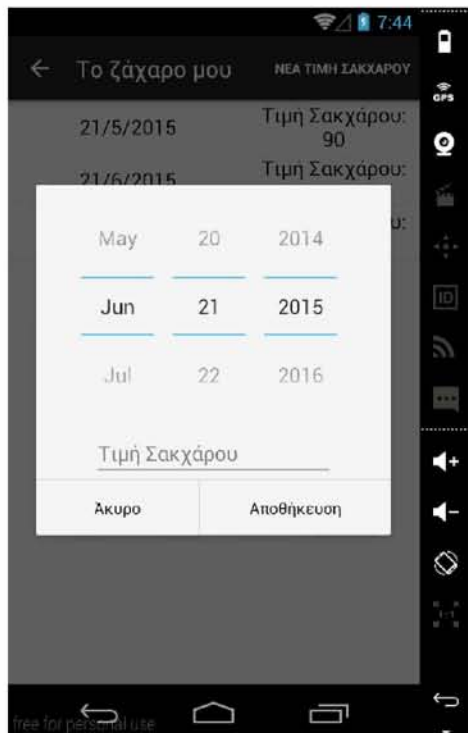 7:44
Το ζάχαρο μου ΝΕΑ ΤΙΜΗ ΣΑΚΧΑΡΟΥ
21/5/2015 Τιμή Σακχάρου:
90
21/6/2015 Τιμή Σακχάρου:
υ:
May 20 2014
Jun 21 2015
Jul 22 2016
Τιμή Σακχάρου
Άκυρο Αποθήκευση
free for personal use
GPS
ID
1:1